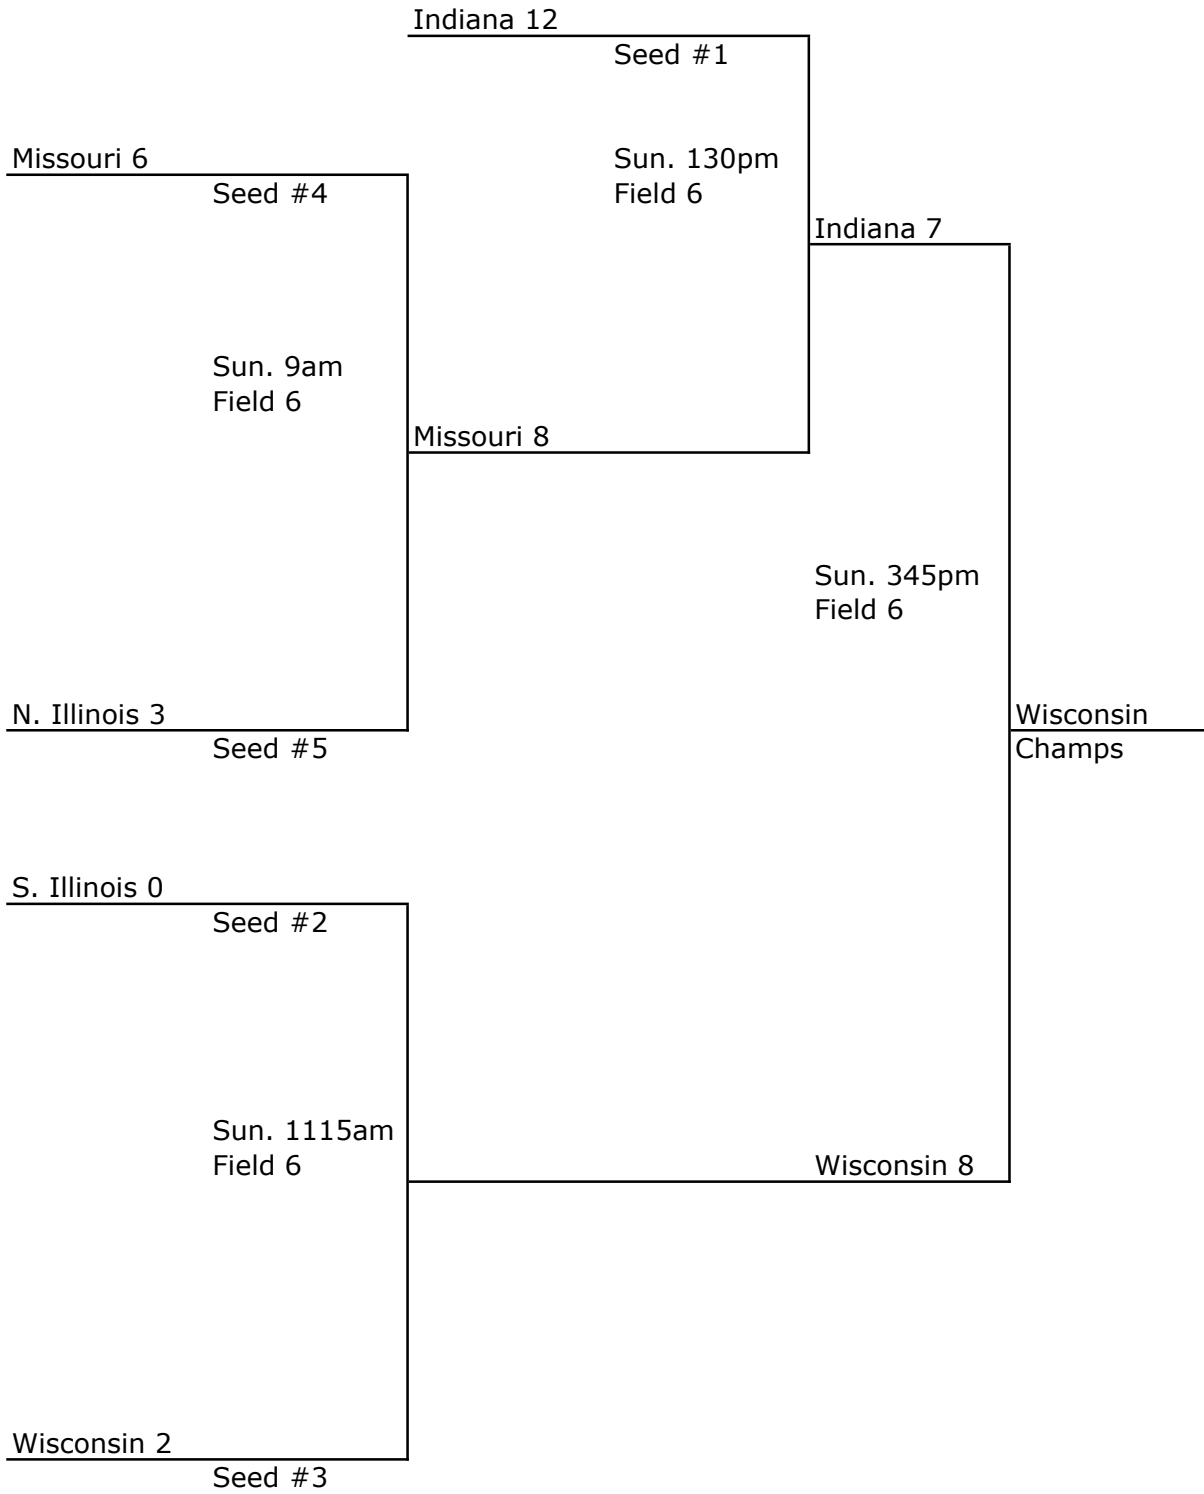 Indiana 12
Seed #1
Missouri 6
Sun. 130pm
Seed #4
Field 6
Indiana 7
Sun. 9am
Field 6
Missouri 8
Sun. 345pm
Field 6
N. Illinois 3
Wisconsin
Seed #5
Champs
S. Illinois 0
Seed #2
Sun. 1115am
Field 6
Wisconsin 8
Wisconsin 2
Seed #3